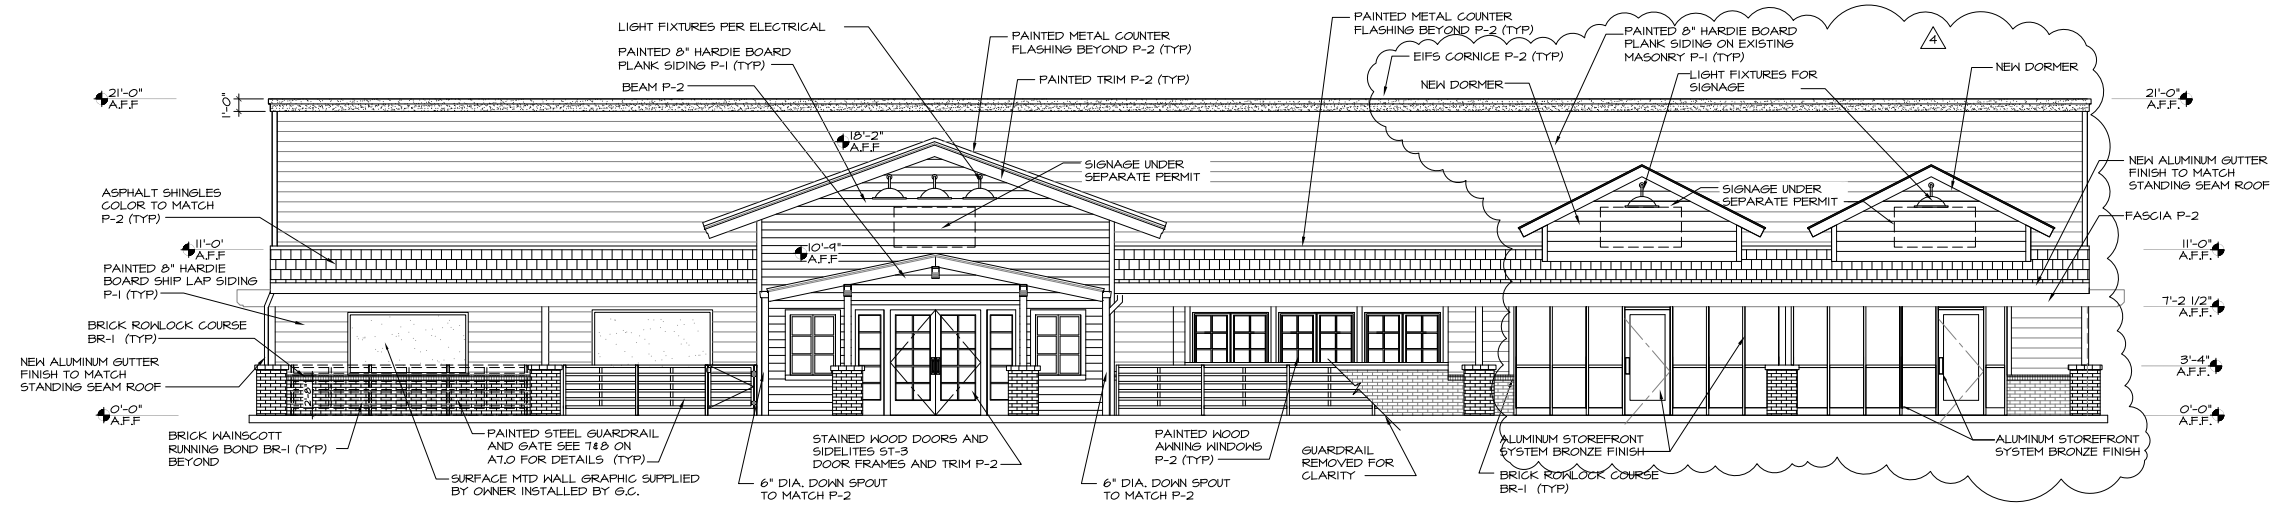 LIGHT FIXTURES PER ELECTRICAL
PAINTED 8" HARDIE BOARD
PLANK SIDING P-1 (TYP)
BEAM P-2
PAINTED METAL COUNTER
FLASHING BEYOND P-2 (TYP)
PAINTED TRIM P-2 (TYP)
PAINTED METAL COUNTER
FLASHING BEYOND P-2 (TYP)
EIFS CORNICE P-2 (TYP)
NEW DORMER
PAINTED 8" HARDIE BOARD
PLANK SIDING ON EXISTING
MASONRY P-1 (TYP)
LIGHT FIXTURES FOR
SIGNAGE
4
NEW DORMER
21'-0"
A.F.F
1'-0"
21'-0"
A.F.F.
18'-2"
A.F.F
SIGNAGE UNDER
SEPARATE PERMIT
SIGNAGE UNDER
SEPARATE PERMIT
NEW ALUMINUM GUTTER
FINISH TO MATCH
STANDING SEAM ROOF
FASCIA P-2
ASPHALT SHINGLES
COLOR TO MATCH
P-2 (TYP)
11'-0'
A.F.F
10'-9"
A.F.F
11'-0"
A.F.F.
PAINTED 8" HARDIE
BOARD SHIP LAP SIDING
P-1 (TYP)
7'-2 1/2"
A.F.F.
BRICK ROWLOCK COURSE
BR-1 (TYP)
NEW ALUMINUM GUTTER
FINISH TO MATCH
STANDING SEAM ROOF
3'-4"
A.F.F.
2'-8"
0'-0"
A.F.F
0'-0"
A.F.F.
BRICK WAINSCOTT
RUNNING BOND BR-1 (TYP)
BEYOND
PAINTED STEEL GUARDRAIL
AND GATE SEE 7&8 ON
A7.0 FOR DETAILS (TYP)
SURFACE MTD WALL GRAPHIC SUPPLIED
BY OWNER INSTALLED BY G.C.
STAINED WOOD DOORS AND
SIDELITES ST-3
DOOR FRAMES AND TRIM P-2
6" DIA. DOWN SPOUT
TO MATCH P-2
PAINTED WOOD
AWNING WINDOWS
P-2 (TYP)
6" DIA. DOWN SPOUT
TO MATCH P-2
GUARDRAIL
REMOVED FOR
CLARITY
ALUMINUM STOREFRONT
SYSTEM BRONZE FINISH
BRICK ROWLOCK COURSE
BR-1 (TYP)
ALUMINUM STOREFRONT
SYSTEM BRONZE FINISH